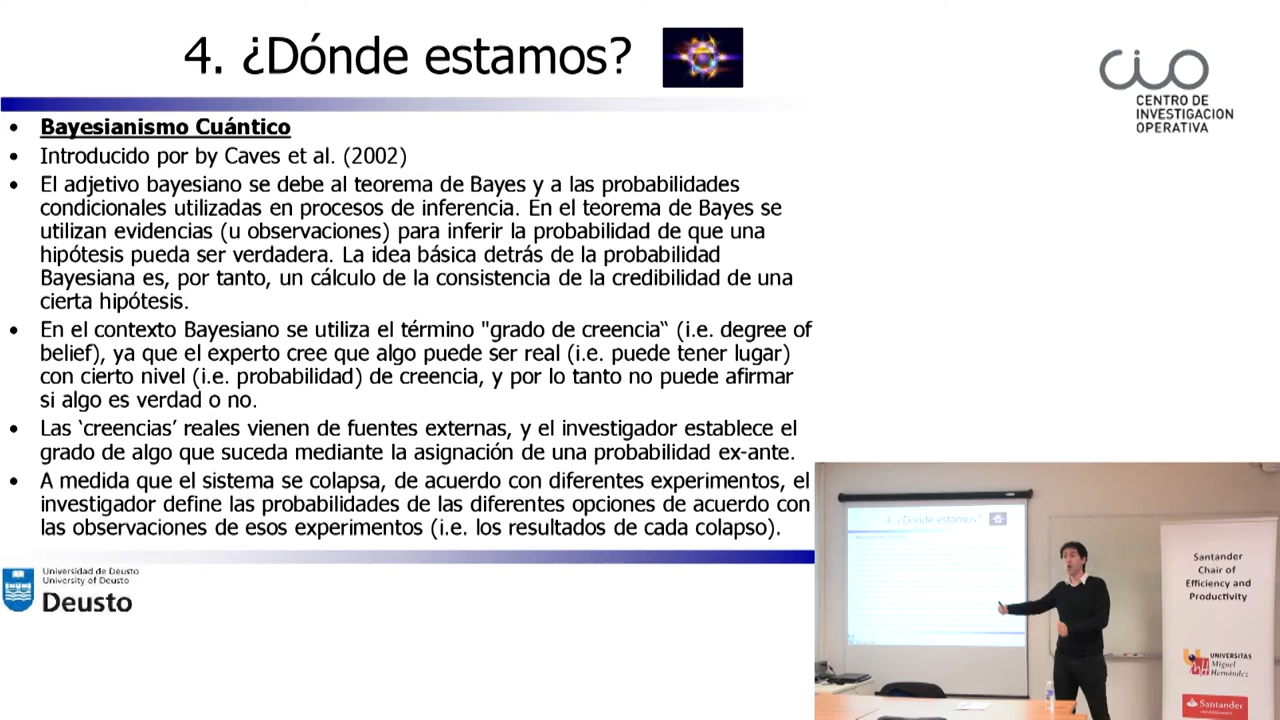 4. ¿Dónde estamos?
CIO
CENTRO DE
INVESTIGACION
OPERATIVA
• Bayesianismo Cuántico
• Introducido por by Caves et al. (2002)
• El adjetivo bayesiano se debe al teorema de Bayes y a las probabilidades
condicionales utilizadas en procesos de inferencia. En el teorema de Bayes se
utilizan evidencias (u observaciones) para inferir la probabilidad de que una
hipótesis pueda ser verdadera. La idea básica detrás de la probabilidad
Bayesiana es, por tanto, un cálculo de la consistencia de la credibilidad de una
cierta hipótesis.
• En el contexto Bayesiano se utiliza el término "grado de creencia“ (i.e. degree of
belief), ya que el experto cree que algo puede ser real (i.e. puede tener lugar)
con cierto nivel (i.e. probabilidad) de creencia, y por lo tanto no puede afirmar
si algo es verdad o no.
• Las ‘creencias’ reales vienen de fuentes externas, y el investigador establece el
grado de algo que suceda mediante la asignación de una probabilidad ex-ante.
• A medida que el sistema se colapsa, de acuerdo con diferentes experimentos, el
investigador define las probabilidades de las diferentes opciones de acuerdo con
las observaciones de esos experimentos (i.e. los resultados de cada colapso).
Universidad de Deusto
University of Deusto
Deusto
4. ¿Dónde estamos?
Santander
Chair of
Efficiency and
Productivity
UNIVERSITAS
Miguel
Hernández
Santander